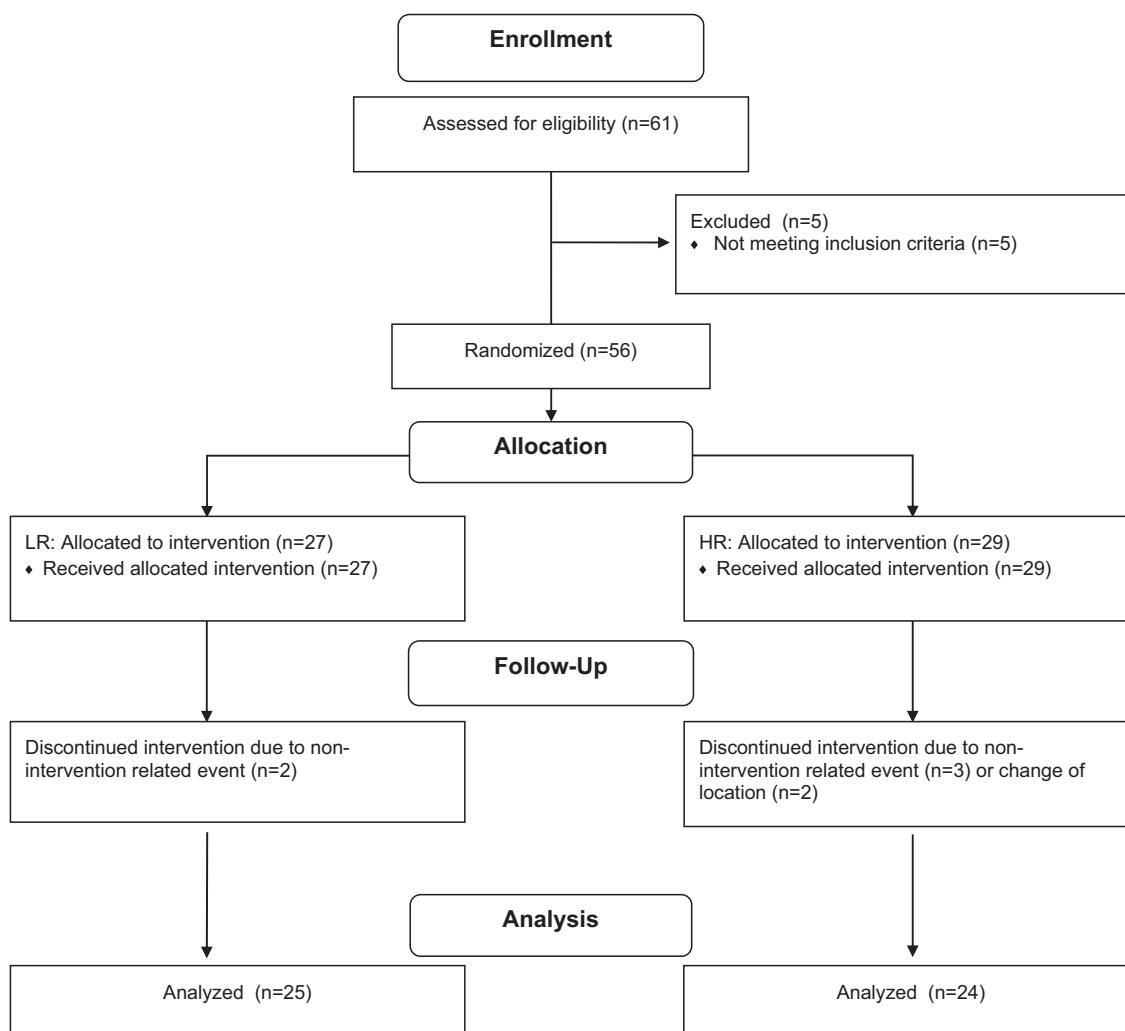 Enrollment
Assessed for eligibility (n=61)
Excluded (n=5)
♦ Not meeting inclusion criteria (n=5)
Randomized (n=56)
Allocation
LR: Allocated to intervention (n=27)
♦ Received allocated intervention (n=27)
HR: Allocated to intervention (n=29)
♦ Received allocated intervention (n=29)
Follow-Up
Discontinued intervention due to non-
intervention related event (n=2)
Discontinued intervention due to non-
intervention related event (n=3) or change of
location (n=2)
Analysis
Analyzed (n=25)
Analyzed (n=24)